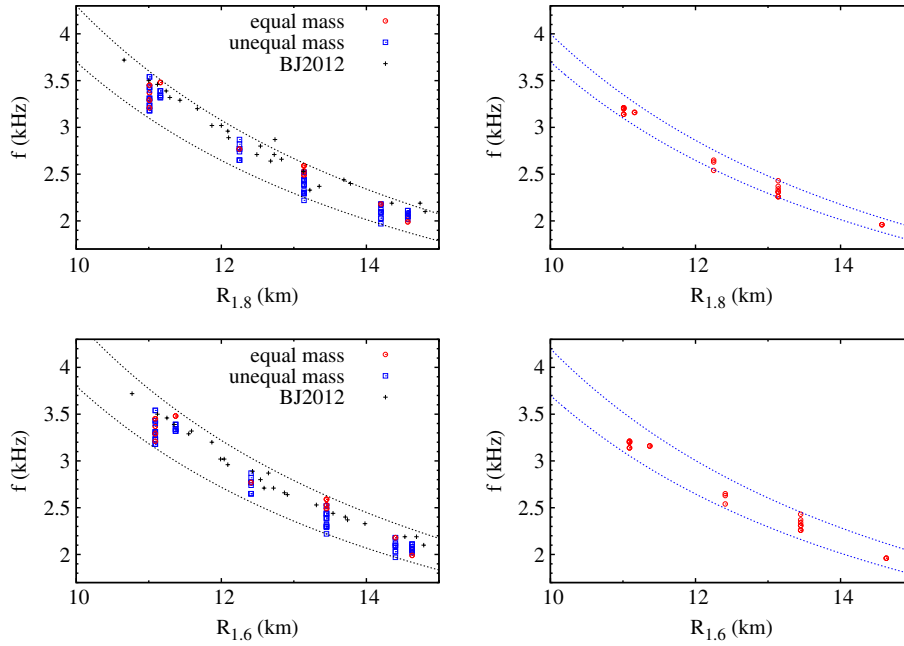 equal mass
unequal mass
BJ2012
f (kHz)
4
3.5
3
2.5
2
10
12
14
R1.8 (km)
f (kHz)
4
3.5
3
2.5
2
10
12
14
R1.8 (km)
equal mass
unequal mass
BJ2012
f (kHz)
4
3.5
3
2.5
2
10
12
14
R1.6 (km)
f (kHz)
4
3.5
3
2.5
2
10
12
14
R1.6 (km)